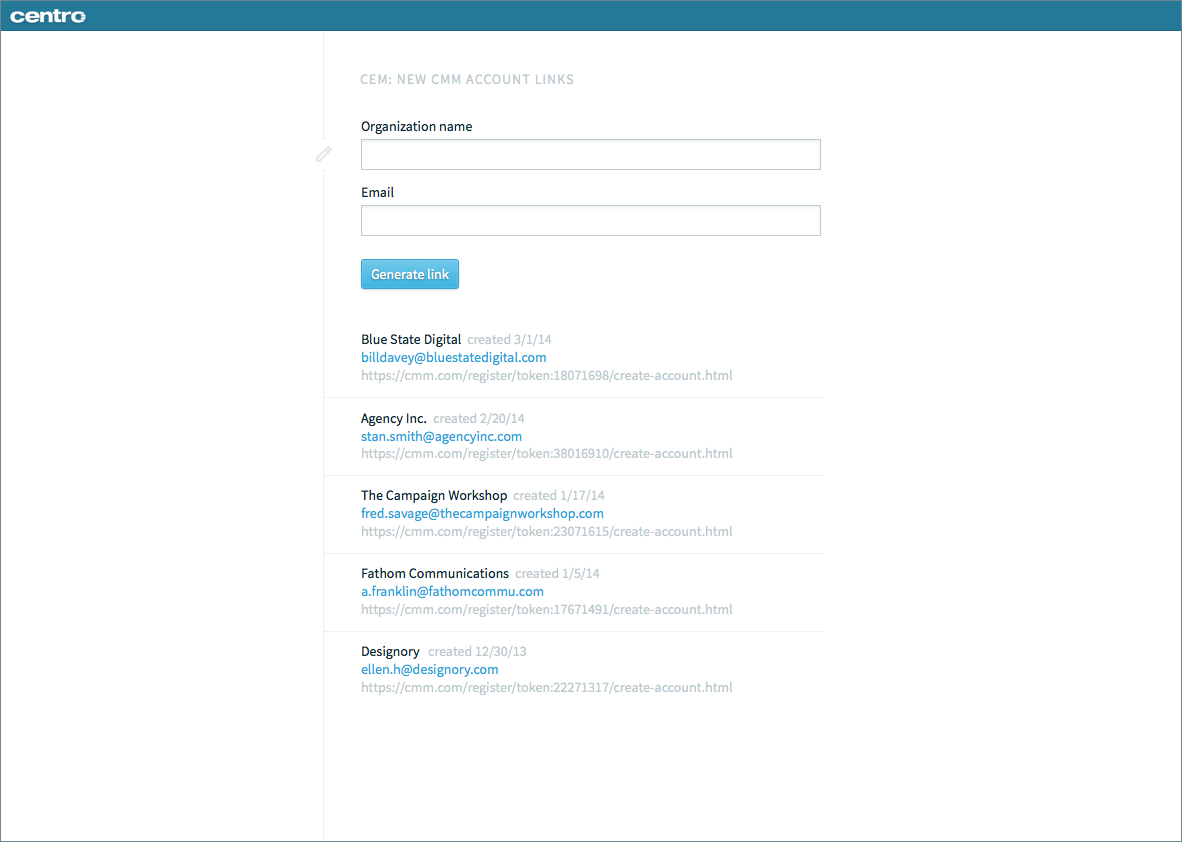 centro
CEM: NEW CMM ACCOUNT LINKS
Organization name
Email
Generate link
Blue State Digital created 3/1/14
billdavey@bluestatedigital.com
https://cmm.com/register/token:18071698/create-account.html
Agency Inc. created 2/20/14
stan.smith@agencyinc.com
https://cmm.com/register/token:38016910/create-account.html
The Campaign Workshop created 1/17/14
fred.savage@thecampaignworkshop.com
https://cmm.com/register/token:23071615/create-account.html
Fathom Communications created 1/5/14
a.franklin@fathomcommu.com
https://cmm.com/register/token:17671491/create-account.html
Designory created 12/30/13
ellen.h@designory.com
https://cmm.com/register/token:22271317/create-account.html